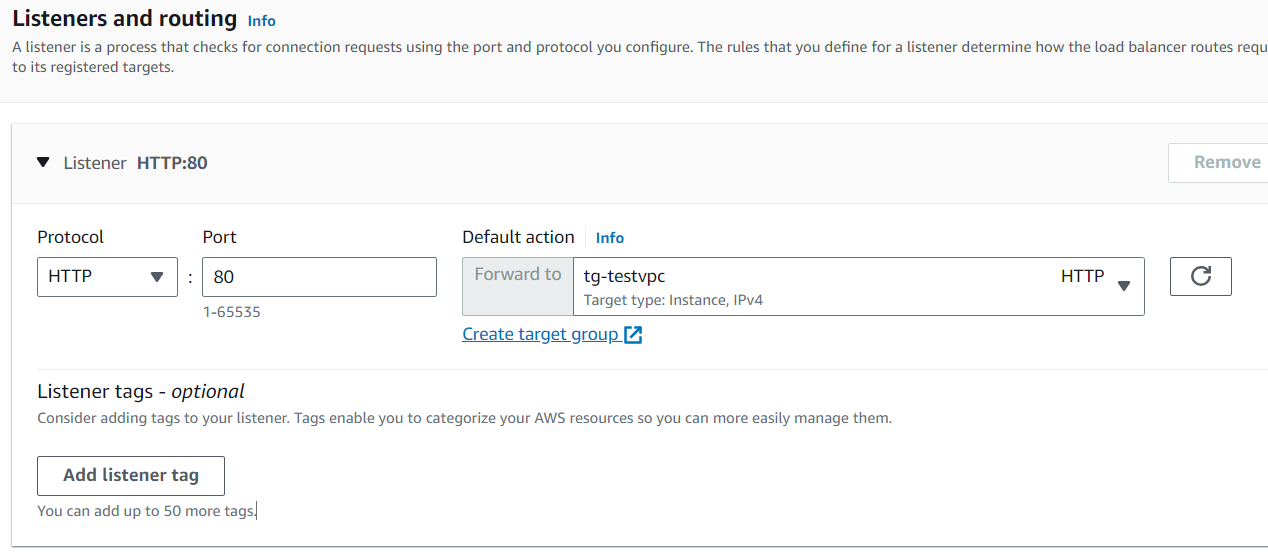 Listeners and routing Info
A listener is a process that checks for connection requests using the port and protocol you configure. The rules that you define for a listener determine how the load balancer routes requ
to its registered targets.
Listener HTTP:80
Remove
Protocol
Port
Default action
Info
HTTP
:
80
Forward to
tg-testvpc
HTTP
Target type: Instance, IPv4
1-65535
Create target group
Listener tags - optional
Consider adding tags to your listener. Tags enable you to categorize your AWS resources so you can more easily manage them.
Add listener tag
You can add up to 50 more tags.